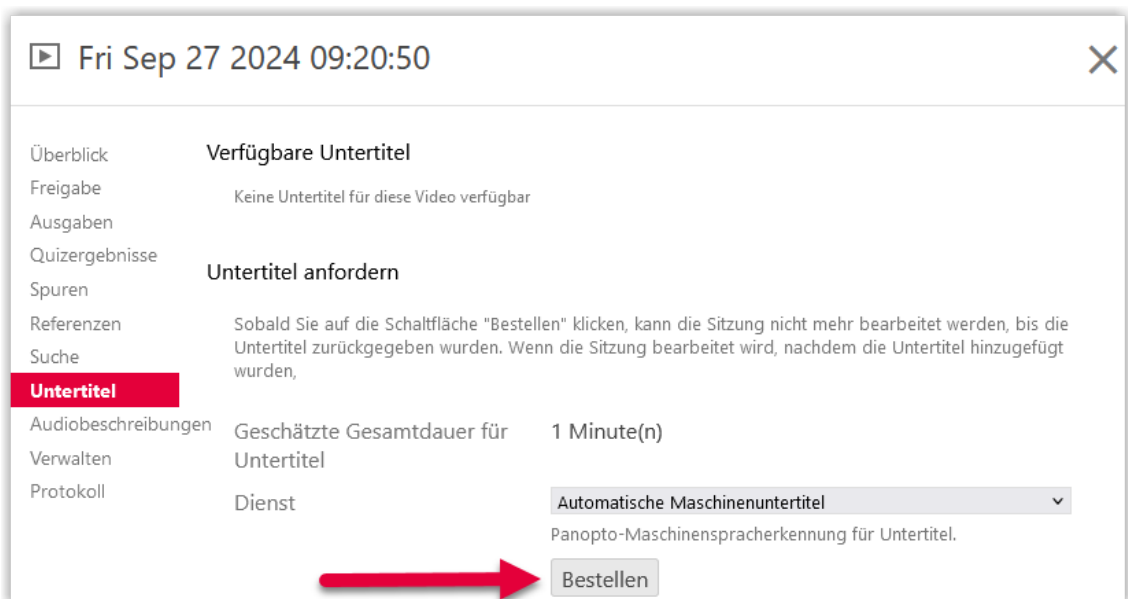 Fri Sep 27 2024 09:20:50
Überblick
Freigabe
Ausgaben
Quizergebnisse
Spuren
Referenzen
Suche
Untertitel
Audiobeschreibungen
Verwalten
Protokoll
Verfügbare Untertitel
Keine Untertitel für diese Video verfügbar
Untertitel anfordern
Sobald Sie auf die Schaltfläche "Bestellen" klicken, kann die Sitzung nicht mehr bearbeitet werden, bis die
Untertitel zurückgegeben wurden. Wenn die Sitzung bearbeitet wird, nachdem die Untertitel hinzugefügt
wurden,
Geschätzte Gesamtdauer für
Untertitel
1 Minute(n)
Dienst
Automatische Maschinenuntertitel
Panopto-Maschinenspracherkennung für Untertitel.
Bestellen